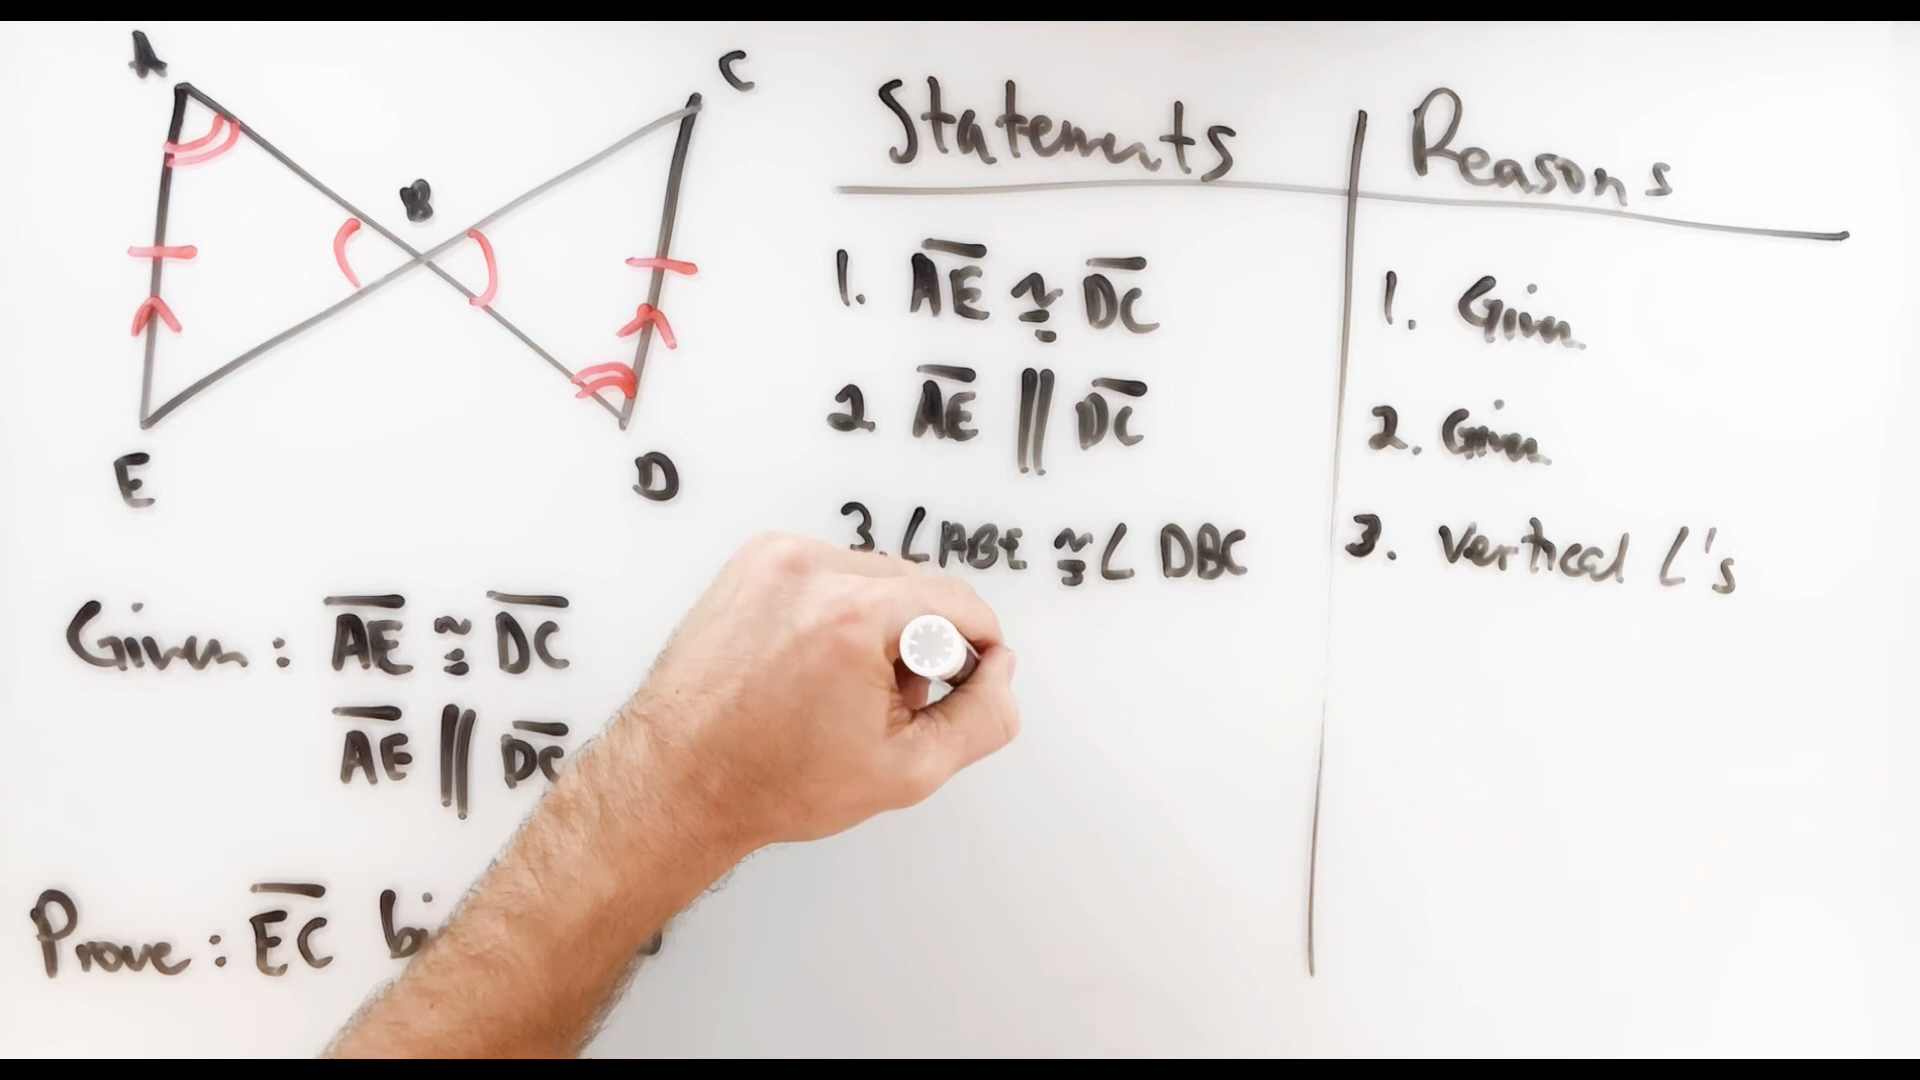 A
C
B
E
D
Given: AE ≅ DC
AE || DC
Prove: EC
Statements | Reasons
1. AE ≅ DC | 1. Given
2 AE || DC | 2. Given
3. ∠ABE ≅ ∠DBC | 3. Vertical ∠'s